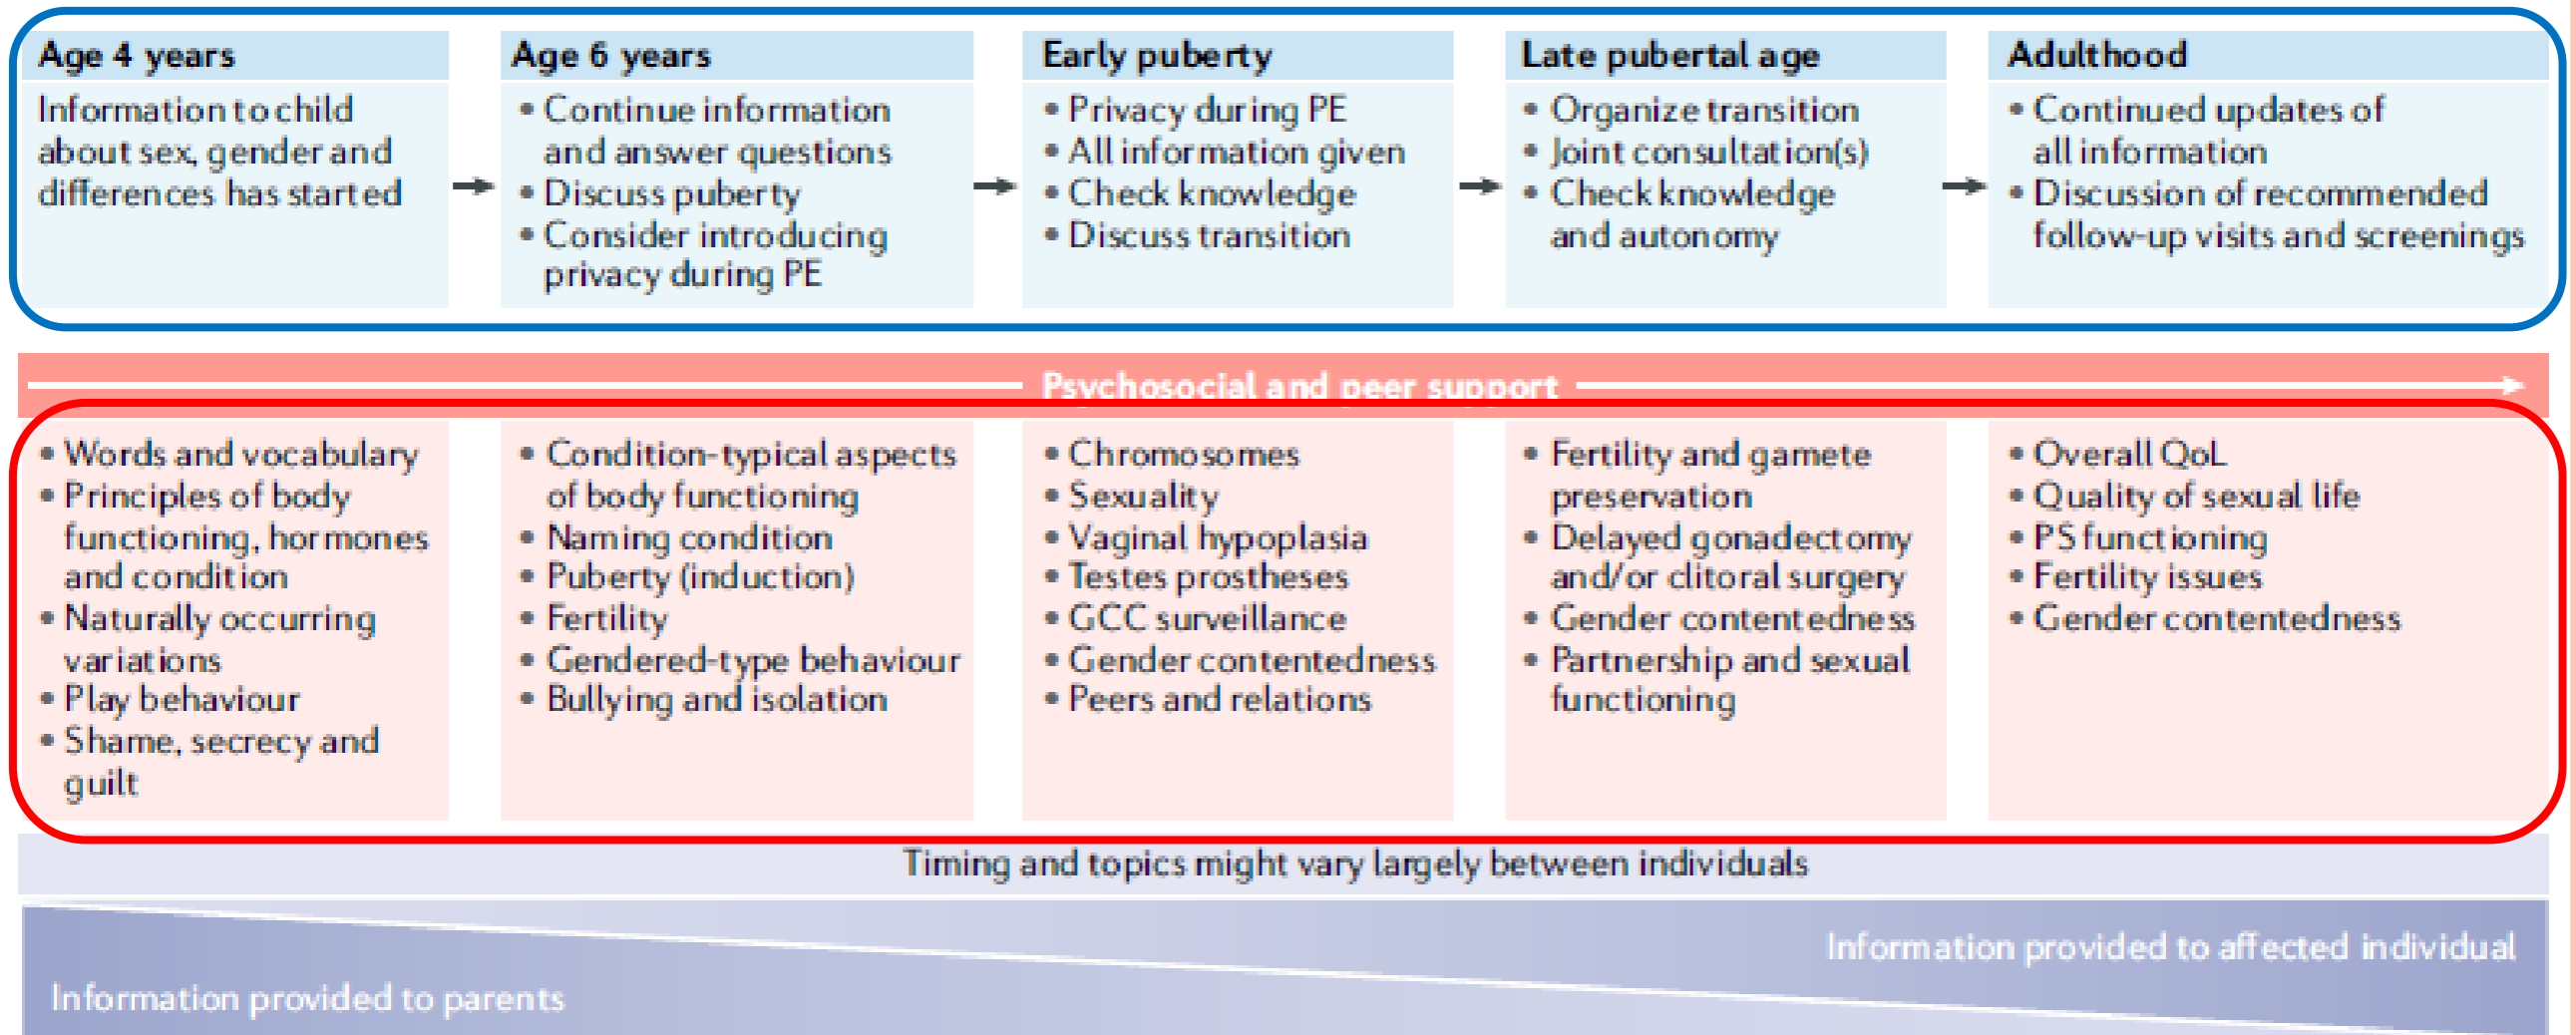 Age 4 years
Information to child
about sex, gender and
differences has started
Age 6 years
• Continue information
and answer questions
• Discuss puberty
• Consider introducing
privacy during PE
Early puberty
• Privacy during PE
• All information given
• Check knowledge
• Discuss transition
Late pubertal age
• Organize transition
• Joint consultation(s)
• Check knowledge
and autonomy
Adulthood
• Continued updates of
all information
• Discussion of recommended
follow-up visits and screenings
Psychosocial and peer support
• Words and vocabulary
• Principles of body
functioning, hormones
and condition
• Naturally occurring
variations
• Play behaviour
• Shame, secrecy and
guilt
• Condition-typical aspects
of body functioning
• Naming condition
• Puberty (induction)
• Fertility
• Gendered-type behaviour
• Bullying and isolation
• Chromosomes
• Sexuality
• Vaginal hypoplasia
• Testes prostheses
• GCC surveillance
• Gender contentedness
• Peers and relations
• Fertility and gamete
preservation
• Delayed gonadectomy
and/or clitoral surgery
• Gender contentedness
• Partnership and sexual
functioning
• Overall QoL
• Quality of sexual life
• PS functioning
• Fertility issues
• Gender contentedness
Timing and topics might vary largely between individuals
Information provided to affected individual
Information provided to parents